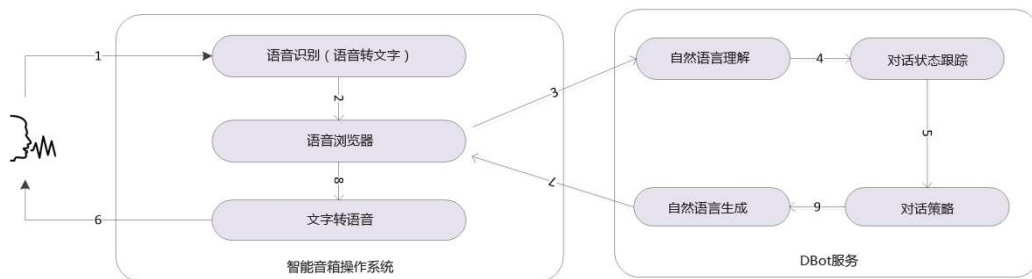 1
语音识别（语音转文字）
2
语音浏览器
8
文字转语音
9
智能音箱操作系统
3
7
自然语言理解
4
对话状态跟踪
5
自然语言生成
6
对话策略
DBot服务